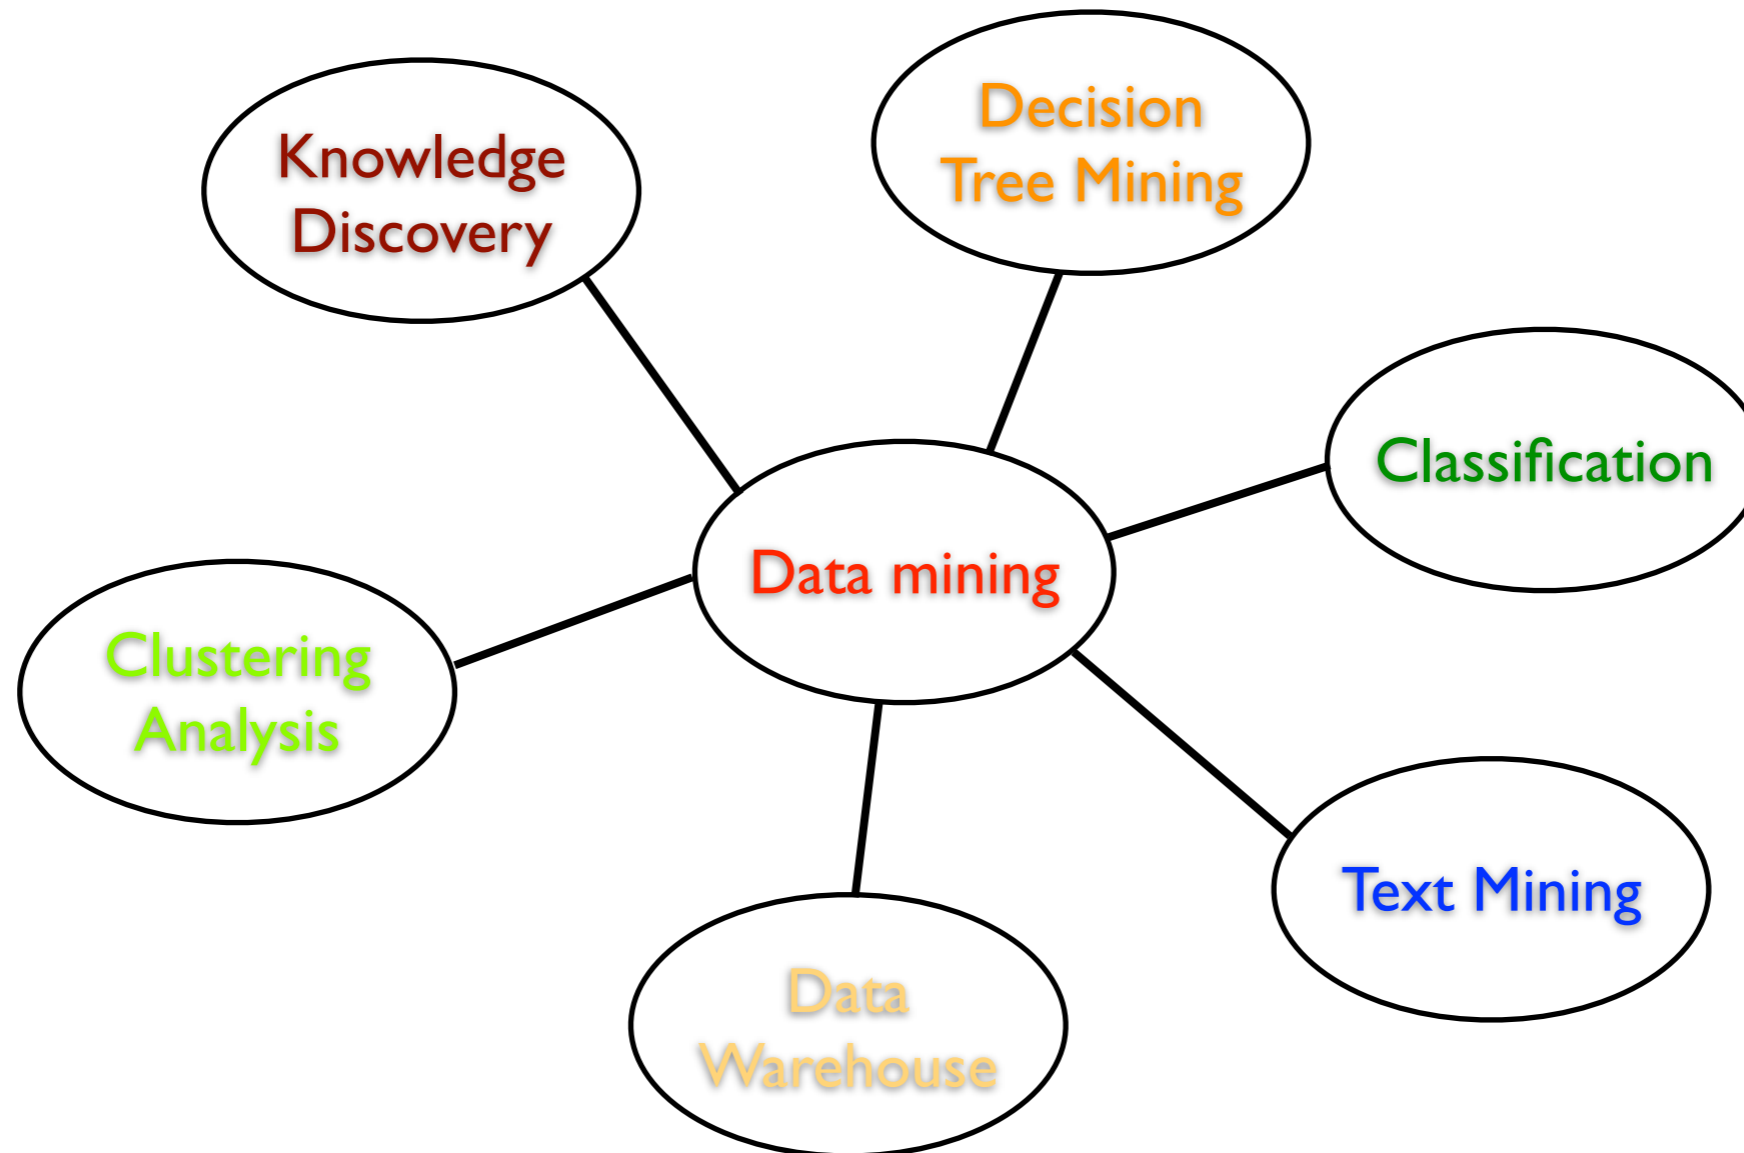 Knowledge
Discovery
Decision
Tree Mining
Classification
Data mining
Clustering
Analysis
Text Mining
Data
Warehouse